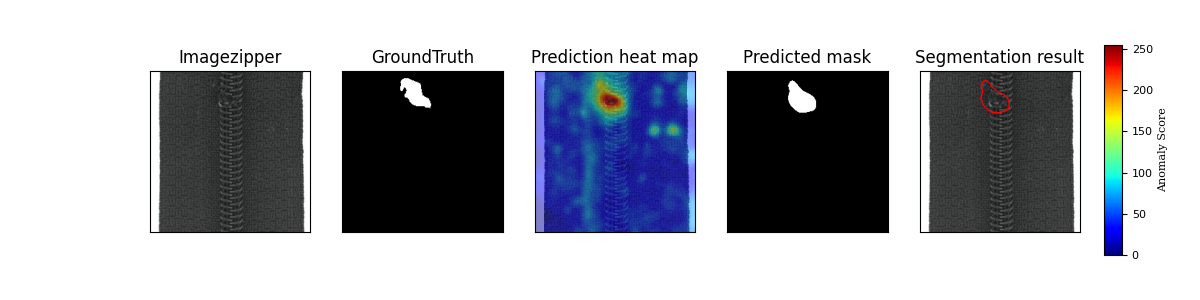 Imagezipper
GroundTruth
Prediction heat map
Predicted mask
Segmentation result
250
200
150
100
50
0
Anomaly Score